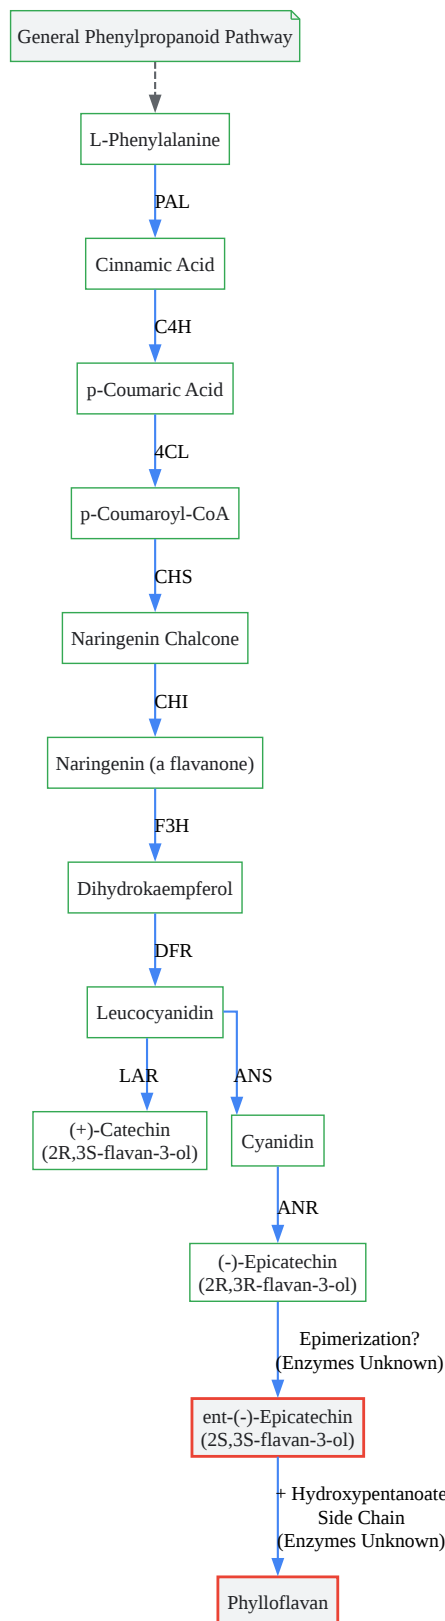 General Phenylpropanoid Pathway
L-Phenylalanine
PAL
Cinnamic Acid
C4H
p-Coumaric Acid
4CL
p-Coumaroyl-CoA
CHS
Naringenin Chalcone
CHI
Naringenin (a flavanone)
F3H
Dihydrokaempferol
DFR
Leucocyanidin
LAR
ANS
(+)-Catechin
(2R,3S-flavan-3-ol)
Cyanidin
ANR
(-)-Epicatechin
(2R,3R-flavan-3-ol)
Epimerization?
(Enzymes Unknown)
ent-(-)-Epicatechin
(2S,3S-flavan-3-ol)
+ Hydroxypentanoate
Side Chain
(Enzymes Unknown)
Phylloflavan